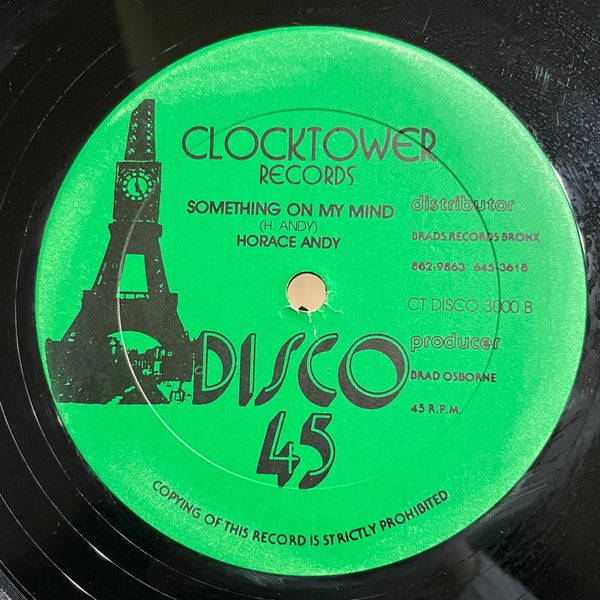 CLOCKTOWER
RECORDS
SOMETHING ON MY MIND
(H. ANDY)
HORACE ANDY
distributor
BRADS RECORDS BRONX
882-9863 645-3618
CT DISCO 3000 B
producer
BRAD OSBORNE
45 R.P.M.
DISCO
45
COPYING OF THIS RECORD IS STRICTLY PROHIBITED